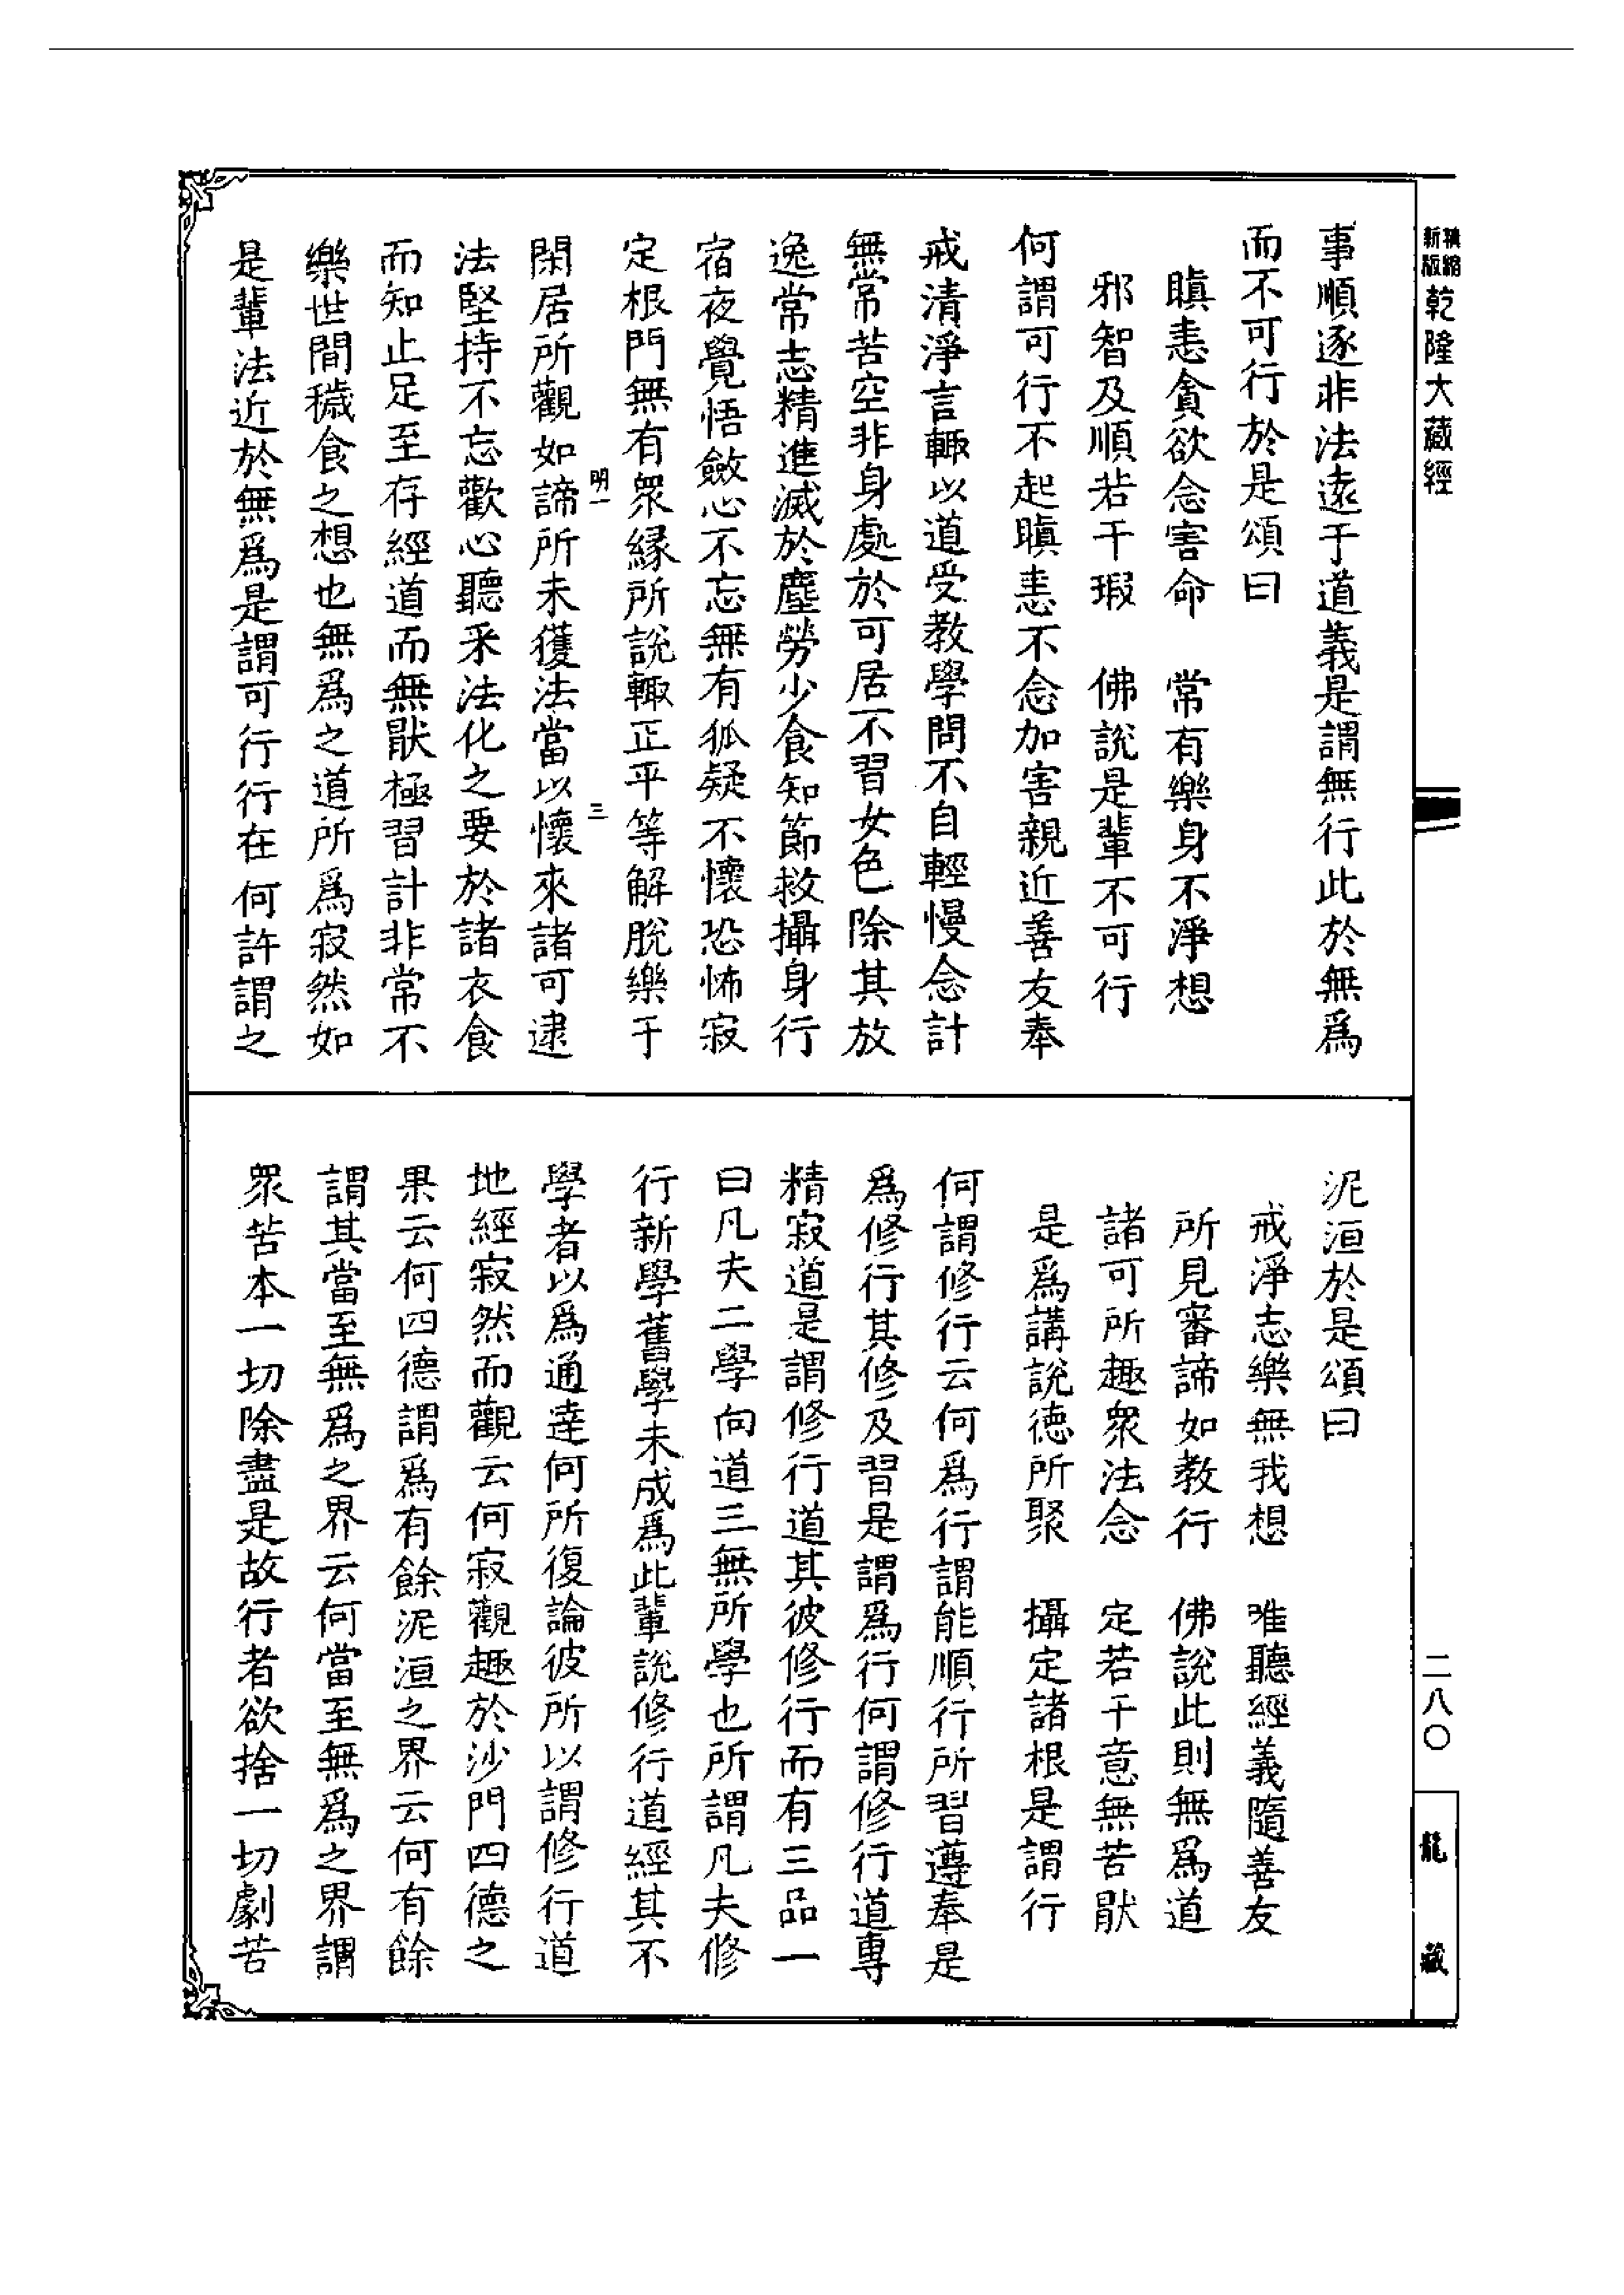 新版
精縮
乾隆大藏經
事順逐非法遠于道義是謂無行此於無爲
而不可行於是頌曰
瞋恚貪欲念害命　常有樂身不淨想
邪智及順若干瑕　佛說是輩不可行
何謂可行不起瞋恚不念加害親近善友奉
戒清淨言輙以道受教學問不自輕慢念計
無常苦空非身處於可居不習女色除其放
逸常志精進滅於塵勞少食知節救攝身行
宿夜覺悟斂心不忘無有狐疑不懷恐怖寂
定根門無有眾緣所說輙正平等解脫樂于
明一
三
閑居所觀如諦所未獲法當以懷來諸可逮
法堅持不忘歡心聽釆法化之要於諸衣食
而知止足至存經道而無猒極習計非常不
樂世間穢食之想也無爲之道所爲寂然如
是輩法近於無爲是謂可行行在何許謂之
泥洹於是頌曰
戒淨志樂無我想　唯聽經義隨善友
所見審諦如教行　佛說此則無爲道
諸可所趣眾法念　定若干意無苦猒
是爲講說德所聚　攝定諸根是謂行
何謂修行云何爲行謂能順行所習遵奉是
爲修行其修及習是謂爲行何謂修行道專
精寂道是謂修行道其彼修行而有三品一
曰凡夫二學向道三無所學也所謂凡夫修
行新學舊學未成爲此輩說修行道經其不
學者以爲通達何所復論彼所以謂修行道
地經寂然而觀云何寂觀趣於沙門四德之
果云何四德謂爲有餘泥洹之界云何有餘
謂其當至無爲之界云何當至無爲之界謂
眾苦本一切除盡是故行者欲捨一切劇苦
二八〇
龍藏